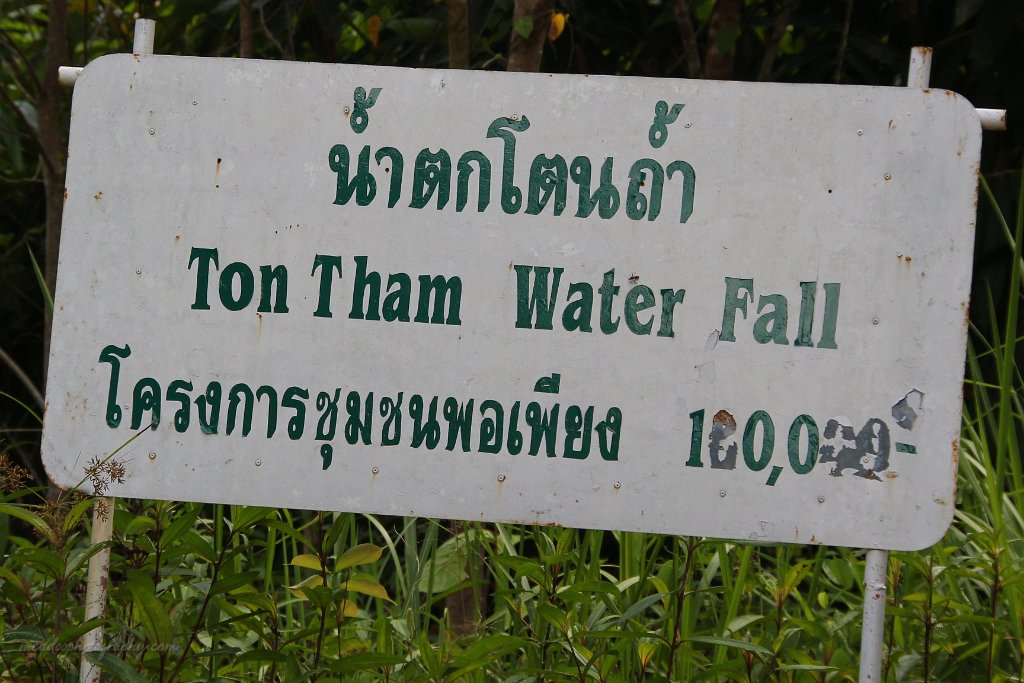 น้ำตกโตนถ้ำ
Ton Tham Water Fall
โครงการชุมชนพอเพียง